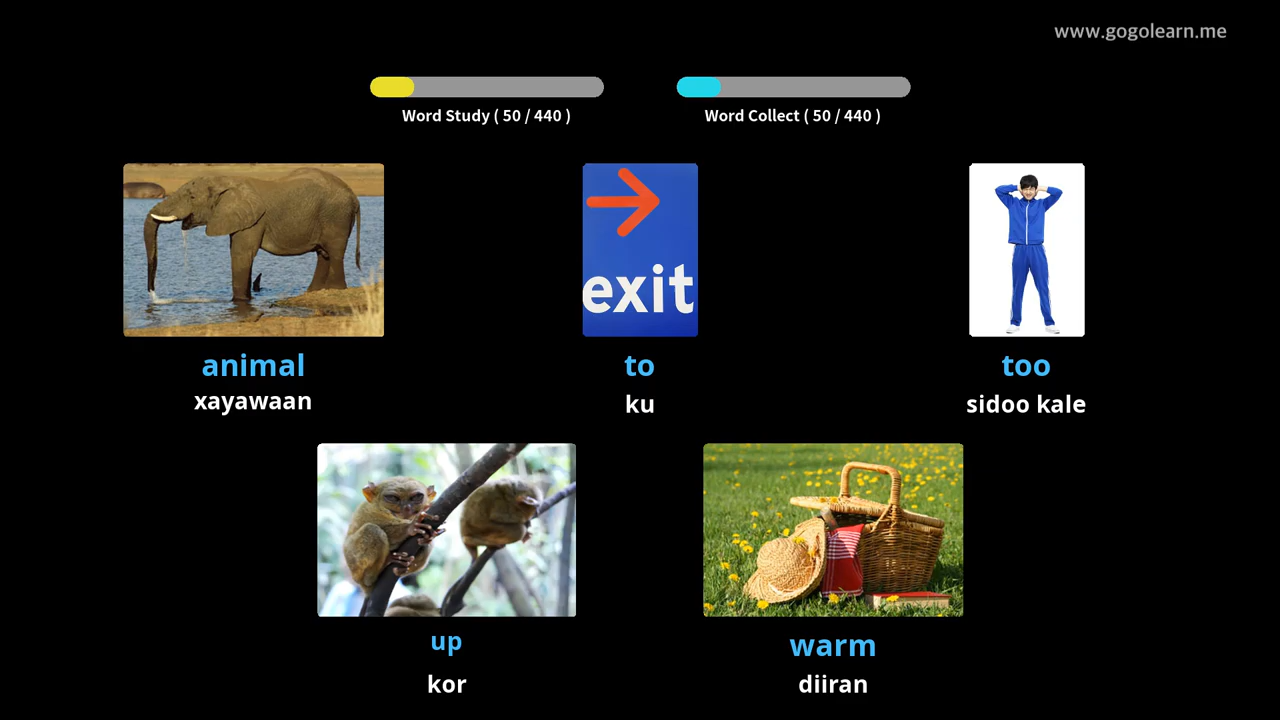 www.gogolearn.me
Word Study ( 50 / 440 )
Word Collect ( 50 / 440 )
exit
animal
to
too
xayawaan
ku
sidoo kale
up
warm
kor
diiran